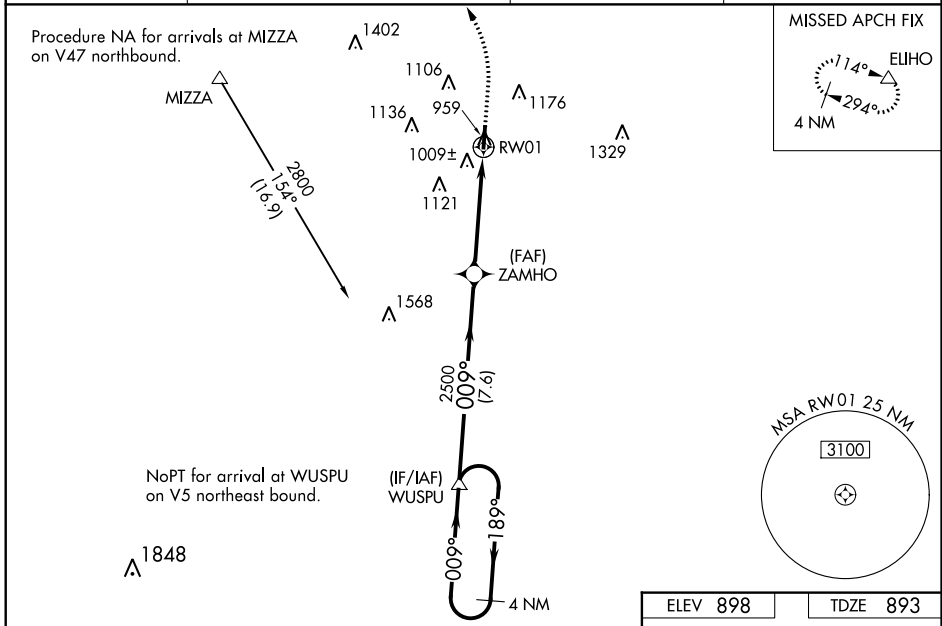 Procedure NA for arrivals at MIZZA
on V47 northbound.
MIZZA
2800
154°
(16.9)
1402
1106
1136
959
1176
1009±
RW01
1329
1121
MISSED APCH FIX
ELIHO
114°
294°
4 NM
(FAF)
ZAMHO
1568
2500
009°
(7.6)
NoPT for arrival at WUSPU
on V5 northeast bound.
(IF/IAF)
WUSPU
009°
189°
4 NM
1848
MSA RW01 25 NM
3100
ELEV 898
TDZE 893